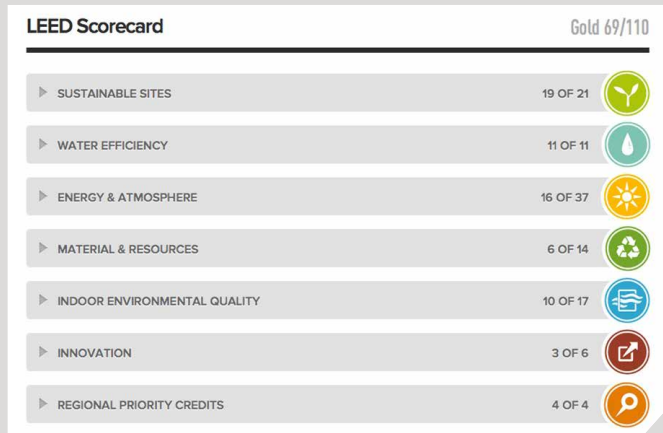 LEED Scorecard Gold 69/110
SUSTAINABLE SITES 19 OF 21
WATER EFFICIENCY 11 OF 11
ENERGY & ATMOSPHERE 16 OF 37
MATERIAL & RESOURCES 6 OF 14
INDOOR ENVIRONMENTAL QUALITY 10 OF 17
INNOVATION 3 OF 6
REGIONAL PRIORITY CREDITS 4 OF 4